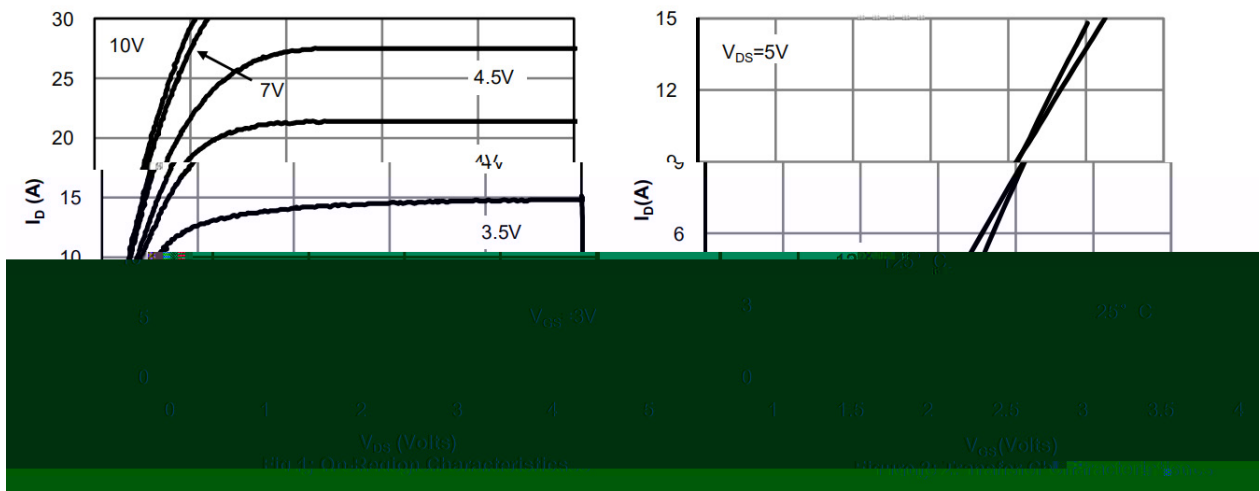 30
10V
25
7V
4.5V
20
I_D (A)
15
3.5V
10
5
V_GS=3V
0
0 1 2 3 4 5
V_DS (Volts)
Fig 1: On-Region Characteristics
15
V_DS=5V
12
9
I_D(A)
6
125°C
3
25°C
0
1 1.5 2 2.5 3 3.5 4
V_GS(Volts)